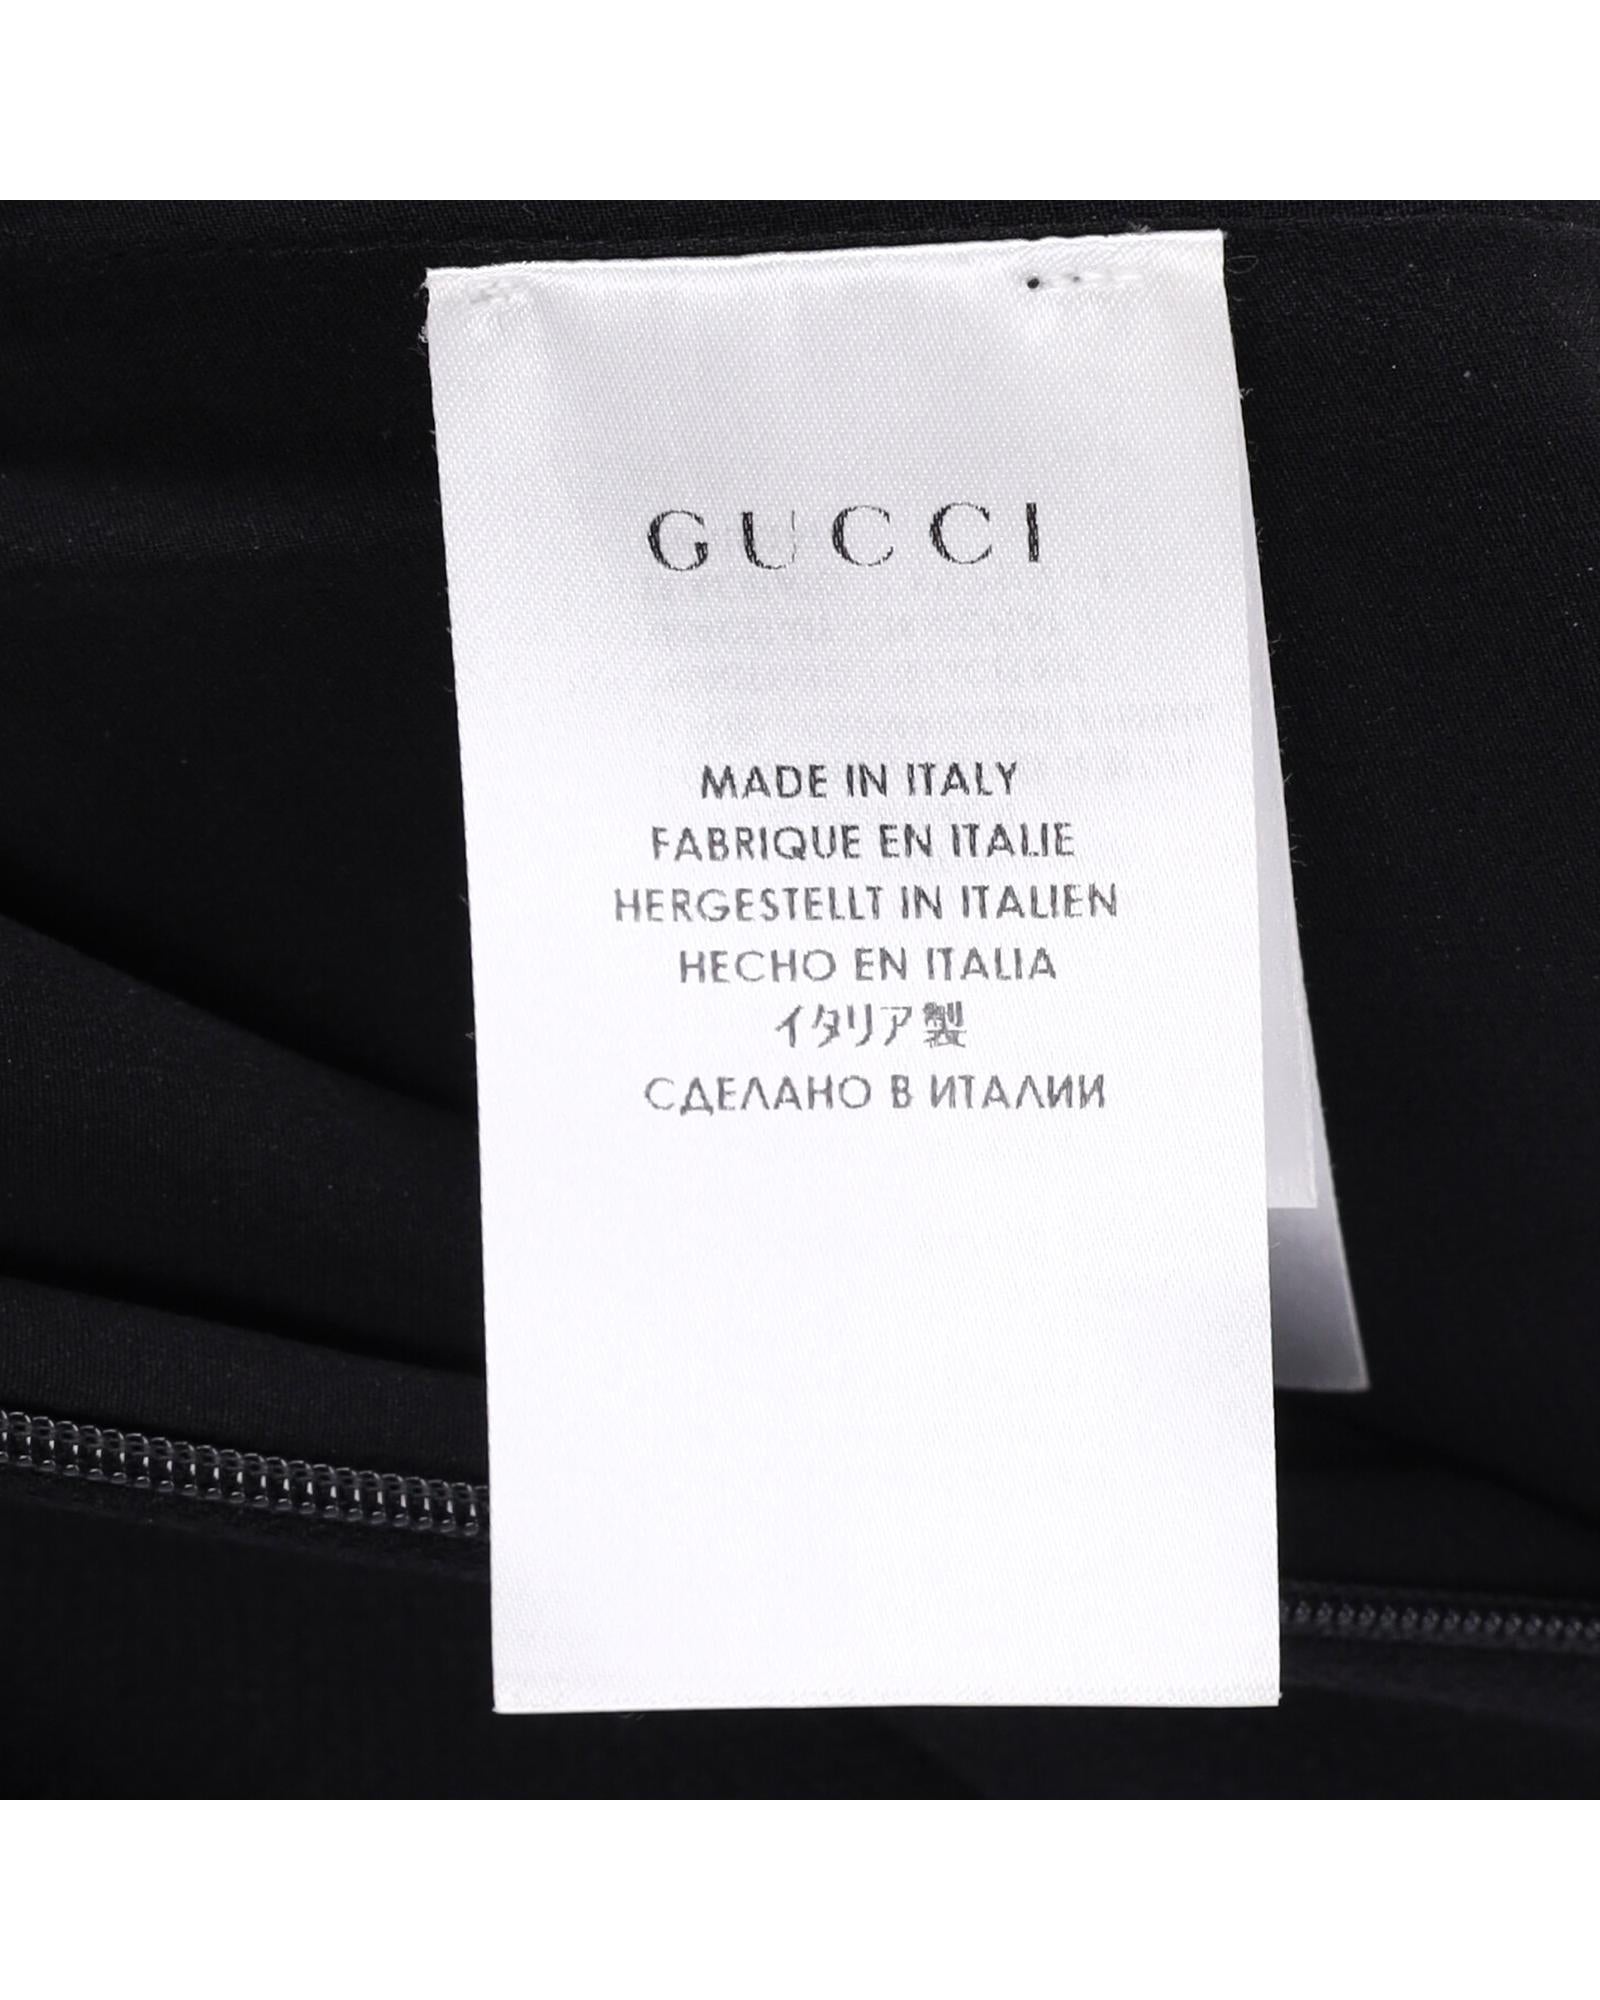 GUCCI
MADE IN ITALY
FABRIQUE EN ITALIE
HERGESTELLT IN ITALIEN
HECHO EN ITALIA
イタリア製
СДЕЛАНО В ИТАЛИИ